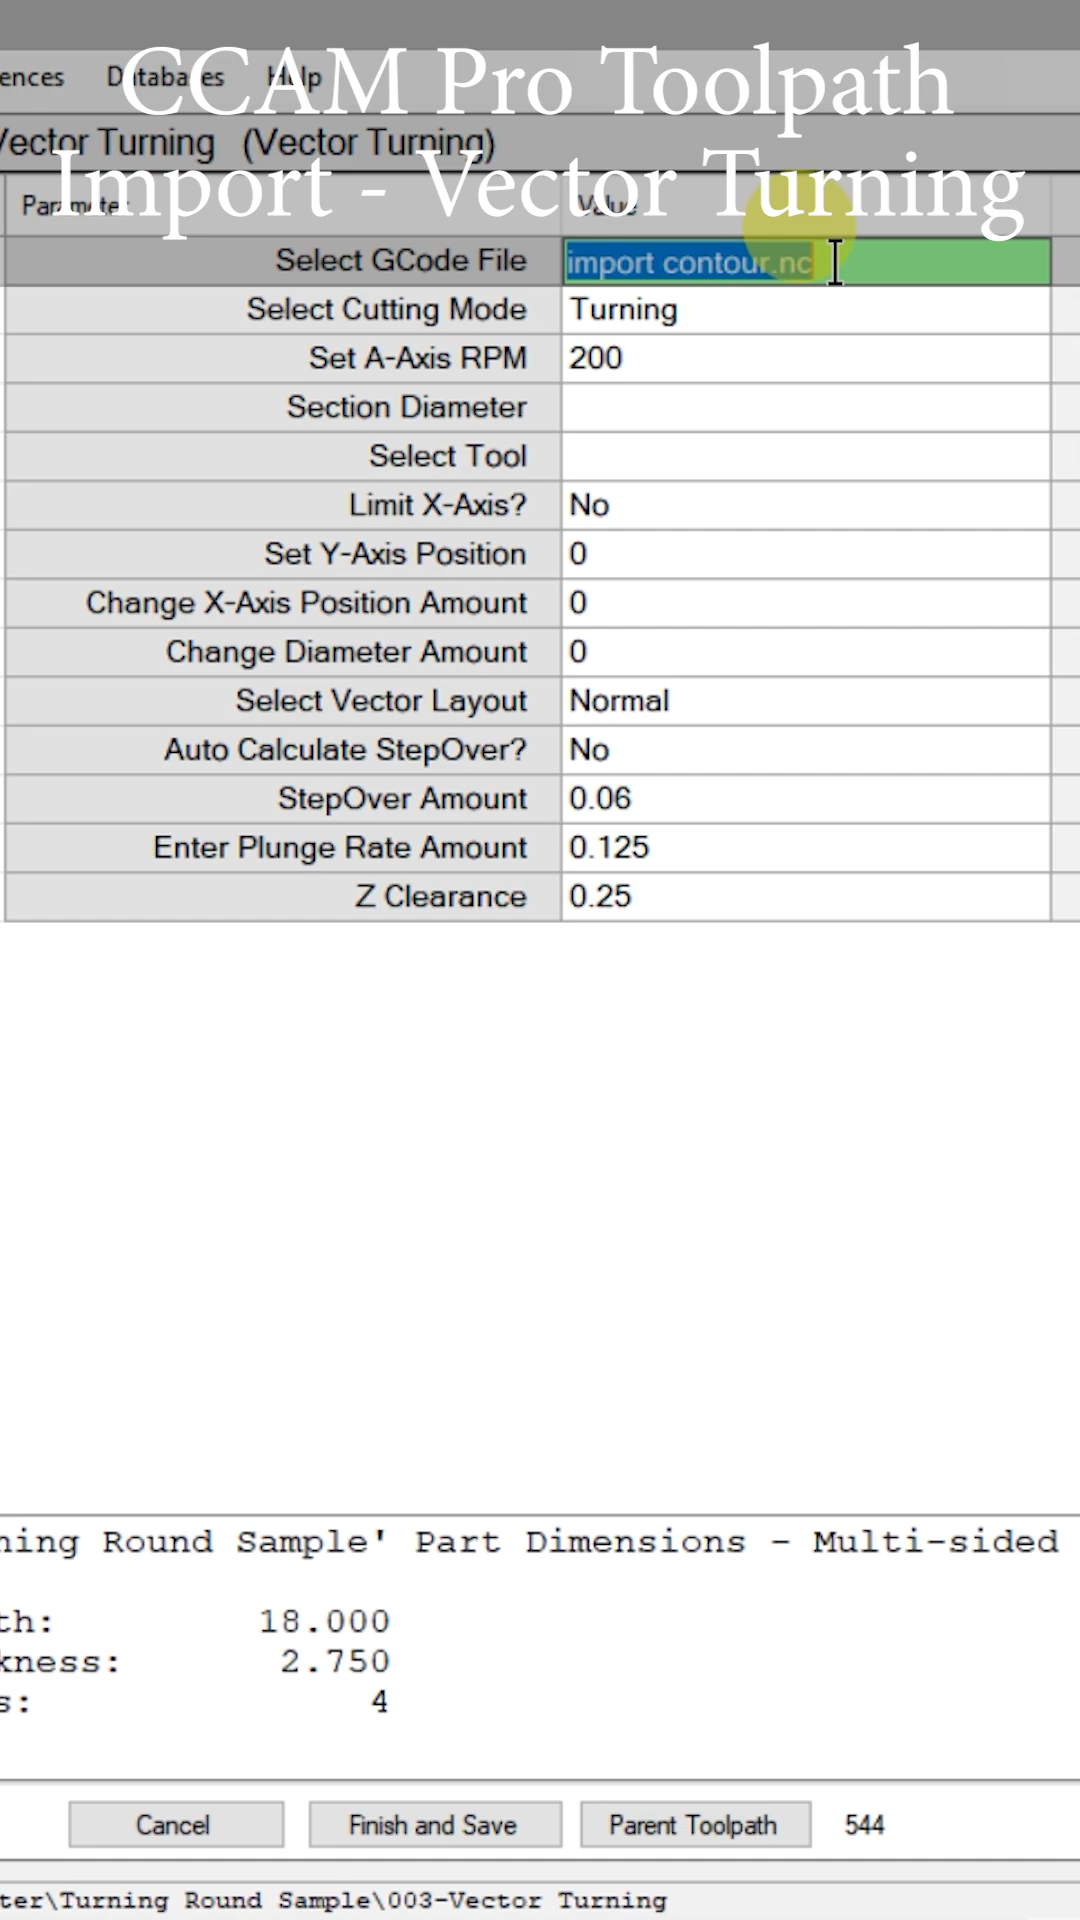 CCAM Pro Toolpath
Import - Vector Turning
ences Databases Help
Vector Turning (Vector Turning)
Parameter Value
Select GCode File import contour.nc
Select Cutting Mode Turning
Set A-Axis RPM 200
Section Diameter
Select Tool
Limit X-Axis? No
Set Y-Axis Position 0
Change X-Axis Position Amount 0
Change Diameter Amount 0
Select Vector Layout Normal
Auto Calculate StepOver? No
StepOver Amount 0.06
Enter Plunge Rate Amount 0.125
Z Clearance 0.25
ning Round Sample' Part Dimensions - Multi-sided
th: 18.000
kness: 2.750
s: 4
Cancel Finish and Save Parent Toolpath 544
ter\Turning Round Sample\003-Vector Turning